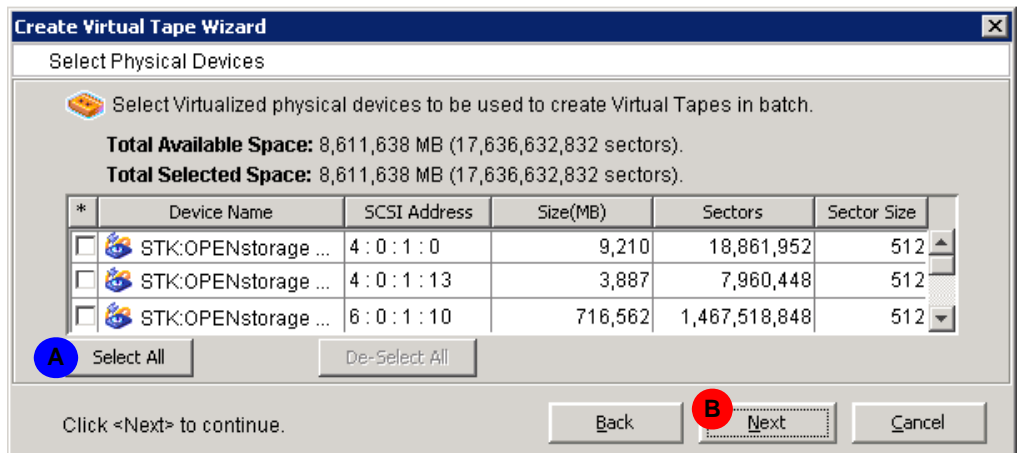 Create Virtual Tape Wizard
Select Physical Devices
Select Virtualized physical devices to be used to create Virtual Tapes in batch.
Total Available Space: 8,611,638 MB (17,636,632,832 sectors).
Total Selected Space: 8,611,638 MB (17,636,632,832 sectors).
* Device Name SCSI Address Size(MB) Sectors Sector Size
STK:OPENstorage ... 4 : 0 : 1 : 0 9,210 18,861,952 512
STK:OPENstorage ... 4 : 0 : 1 : 13 3,887 7,960,448 512
STK:OPENstorage ... 6 : 0 : 1 : 10 716,562 1,467,518,848 512
A Select All De-Select All
Click <Next> to continue. Back B Next Cancel